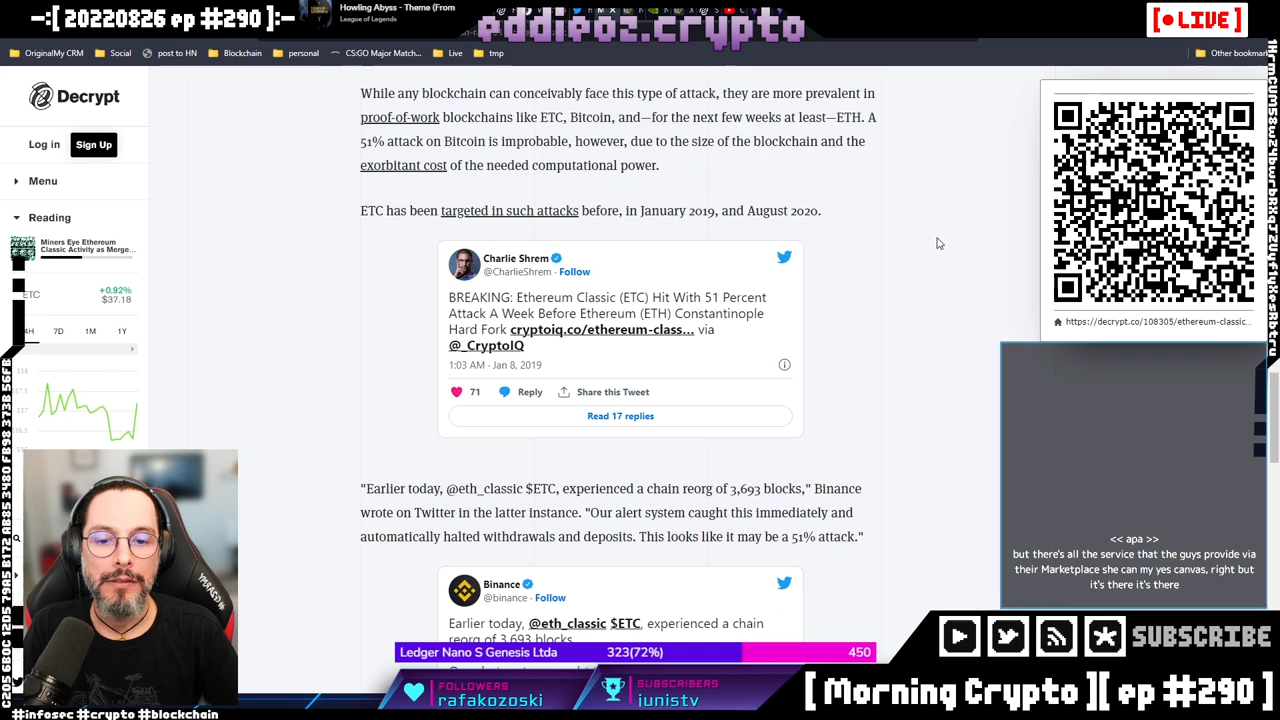 -:[ 20220826 ep #290 ]:-
Howling Abyss - Theme (From
League of Legends
eddieoz.crypto
[●LIVE]
OriginalMy CRM
Social
post to HN
Blockchain
personal
CS:GO Major Match...
Live
tmp
Other bookmar
Decrypt
Log in
Sign Up
Menu
Reading
Miners Eye Ethereum
Classic Activity as Merge...
ETC
+0.92%
$37.18
7D
1M
1Y
While any blockchain can conceivably face this type of attack, they are more prevalent in
proof-of-work blockchains like ETC, Bitcoin, and—for the next few weeks at least—ETH. A
51% attack on Bitcoin is improbable, however, due to the size of the blockchain and the
exorbitant cost of the needed computational power.
ETC has been targeted in such attacks before, in January 2019, and August 2020.
Charlie Shrem
@CharlieShrem · Follow
BREAKING: Ethereum Classic (ETC) Hit With 51 Percent
Attack A Week Before Ethereum (ETH) Constantinople
Hard Fork cryptoiq.co/ethereum-class... via
@_CryptoIQ
1:03 AM · Jan 8, 2019
71
Reply
Share this Tweet
Read 17 replies
"Earlier today, @eth_classic $ETC, experienced a chain reorg of 3,693 blocks," Binance
wrote on Twitter in the latter instance. "Our alert system caught this immediately and
automatically halted withdrawals and deposits. This looks like it may be a 51% attack."
Binance
@binance · Follow
Earlier today, @eth_classic $ETC, experienced a chain
reorg of 3,693 blocks
https://decrypt.co/108305/ethereum-classic...
<< apa >>
but there's all the service that the guys provide via
their Marketplace she can my yes canvas, right but
it's there it's there
SUBSCRIBE
Ledger Nano S Genesis Ltda
323(72%)
450
FOLLOWERS
rafakozoski
SUBSCRIBERS
iunistv
[ Morning Crypto ][ ep #290 ]
#infosec #crypto #blockchain